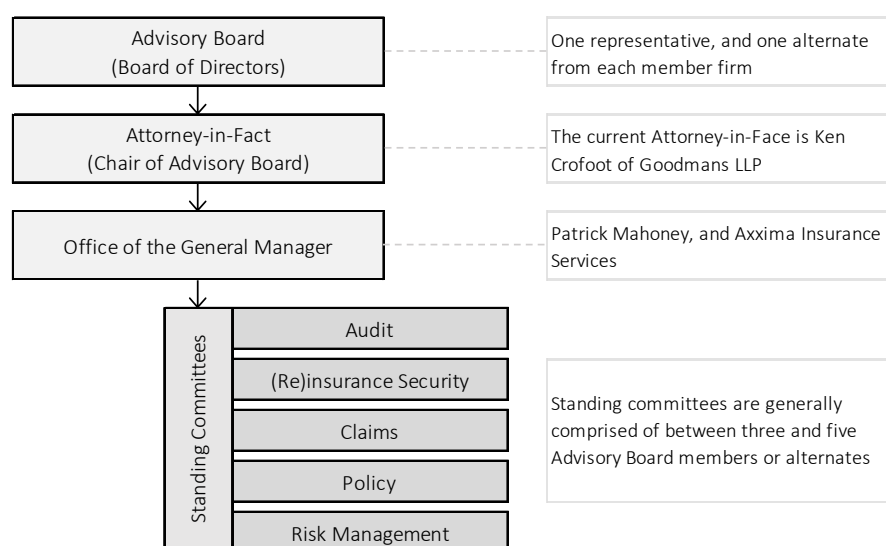 Advisory Board
(Board of Directors)
One representative, and one alternate
from each member firm
Attorney-in-Fact
(Chair of Advisory Board)
The current Attorney-in-Face is Ken
Crofoot of Goodmans LLP
Office of the General Manager
Patrick Mahoney, and Axxima Insurance
Services
Standing Committees
Audit
(Re)insurance Security
Claims
Policy
Risk Management
Standing committees are generally
comprised of between three and five
Advisory Board members or alternates